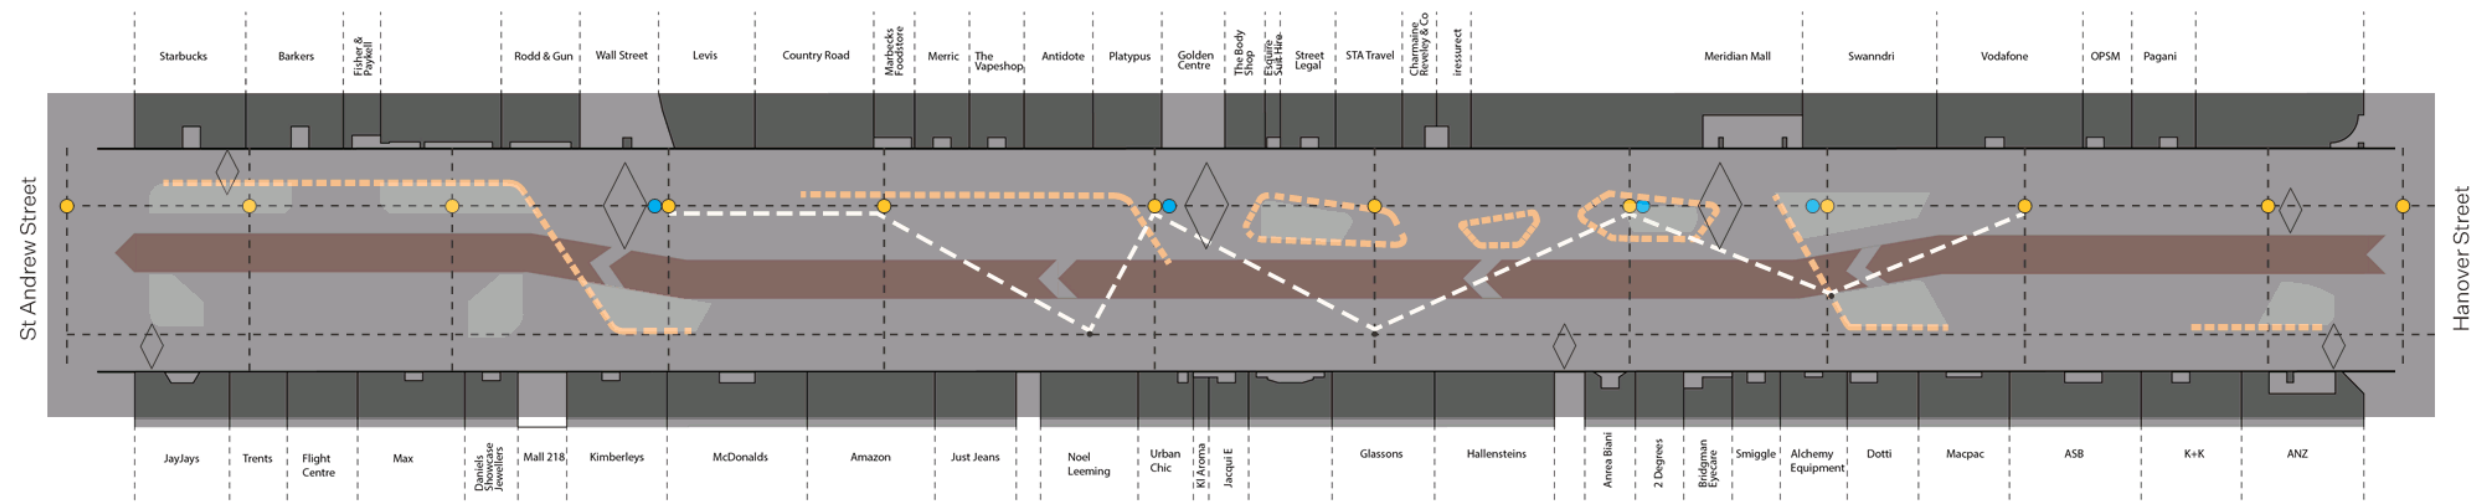 Starbucks
Barkers
Fisher &
Paykell
Rodd & Gun
Wall Street
Levis
Country Road
Marbecks
Foodstore
Merric
The
Vapeshop
Antidote
Platypus
Golden
Centre
The Body
Shop
Esquire
Suit Hire
Street
Legal
STA Travel
Charmaine
Reveley & Co
iressurect
Meridian Mall
Swanndri
Vodafone
OPSM
Pagani
St Andrew Street
Hanover Street
JayJays
Trents
Flight
Centre
Max
Daniels
Showcase
Jewellers
Mall 218
Kimberleys
McDonalds
Amazon
Just Jeans
Noel
Leeming
Urban
Chic
KI Aroma
Jacqui E
Glassons
Hallensteins
Anrea Biani
2 Degrees
Bridgman
Eyecare
Smiggle
Alchemy
Equipment
Dotti
Macpac
ASB
K+K
ANZ